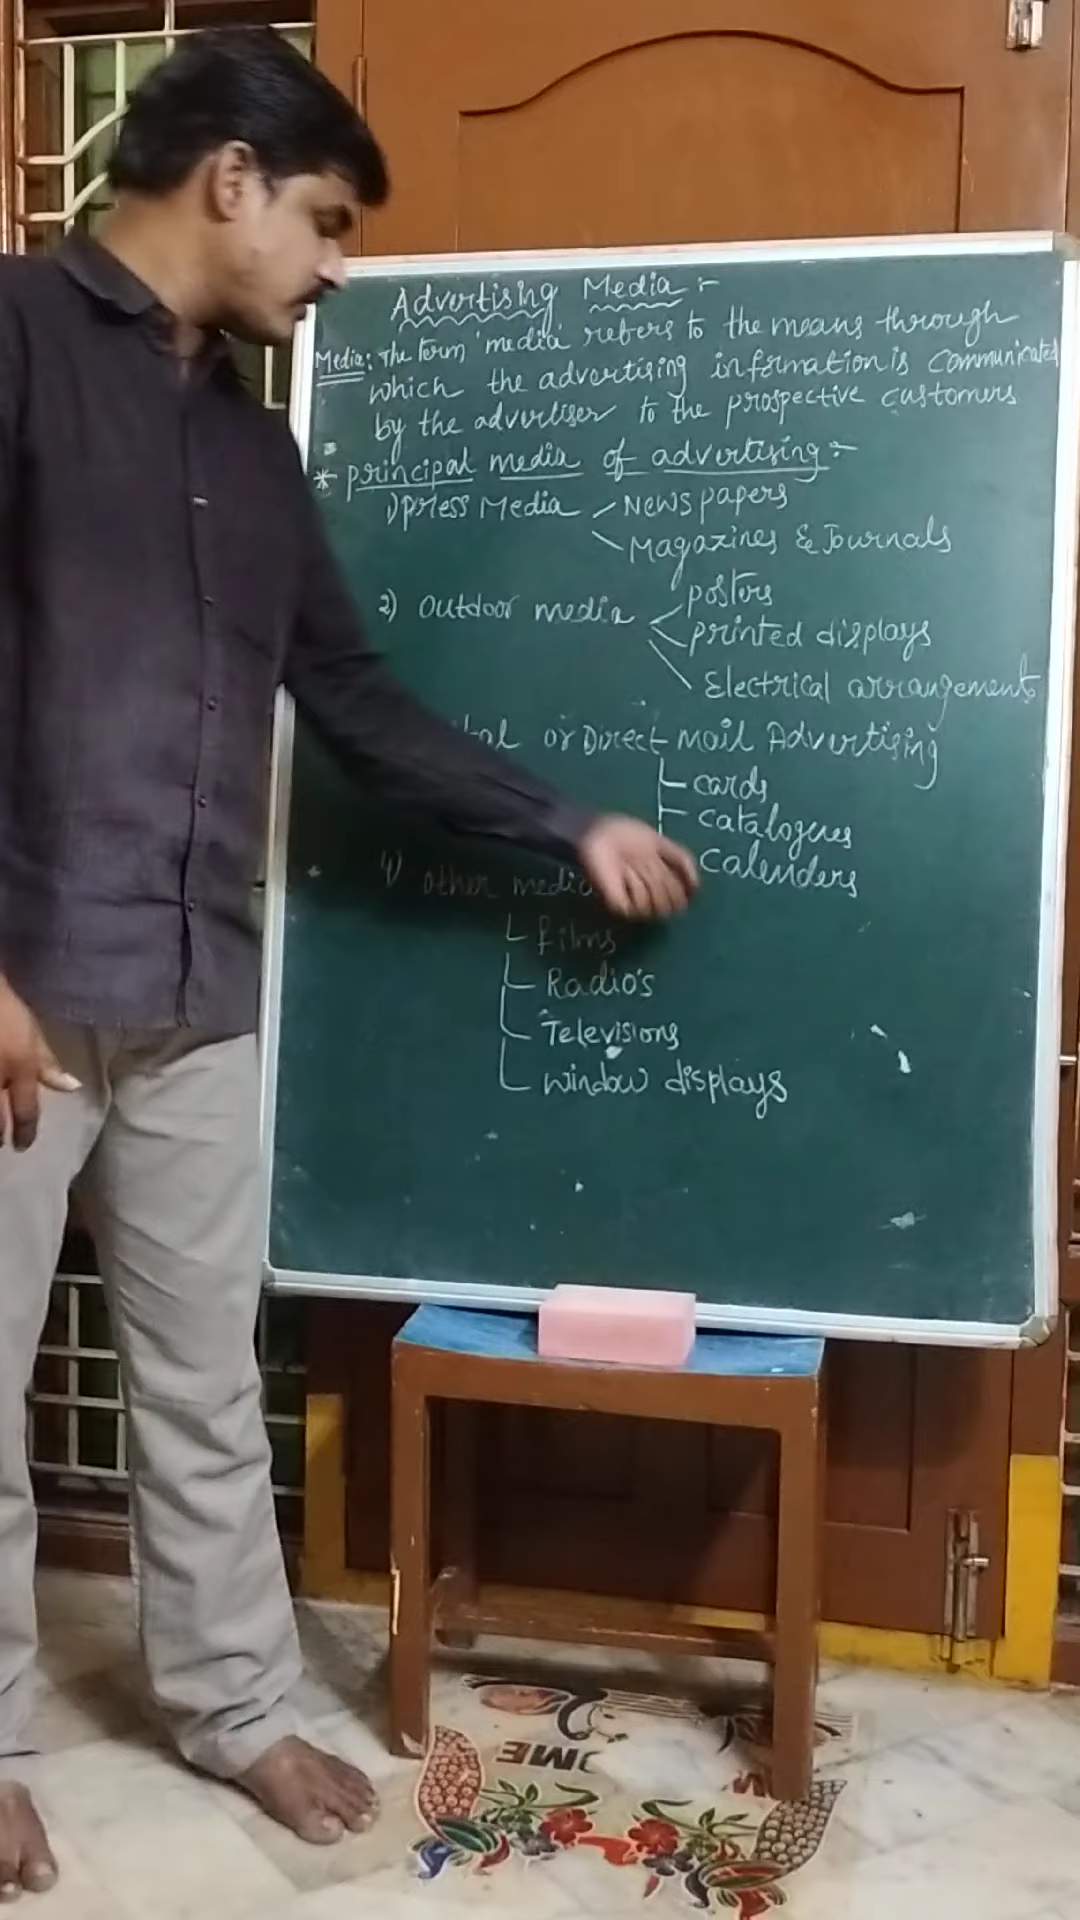 Advertising Media :-
Media: The term 'media' refers to the means through
which the advertising information is communicated
by the advertiser to the prospective customers
* principal media of advertising :-
1) press Media
News papers
Magazines & Journals
2) outdoor media
posters
printed displays
Electrical arrangements
or Direct mail Advertising
cards
catalogues
calenders
4) other media
films
Radio's
Televisions
window displays